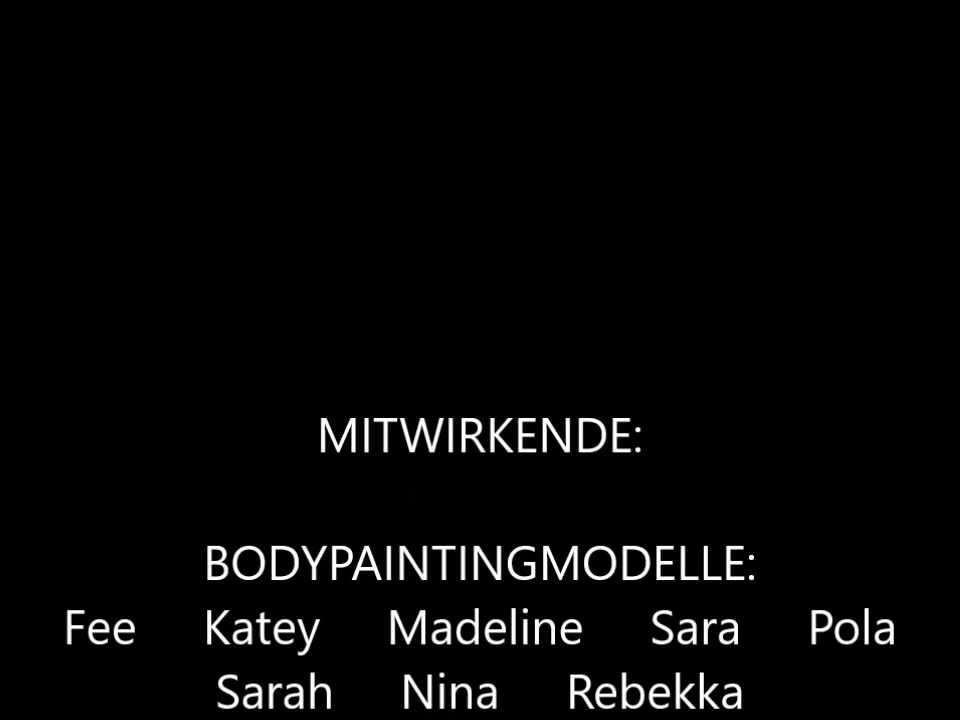 MITWIRKENDE:
BODYPAINTINGMODELLE:
Fee Katey Madeline Sara Pola
Sarah Nina Rebekka